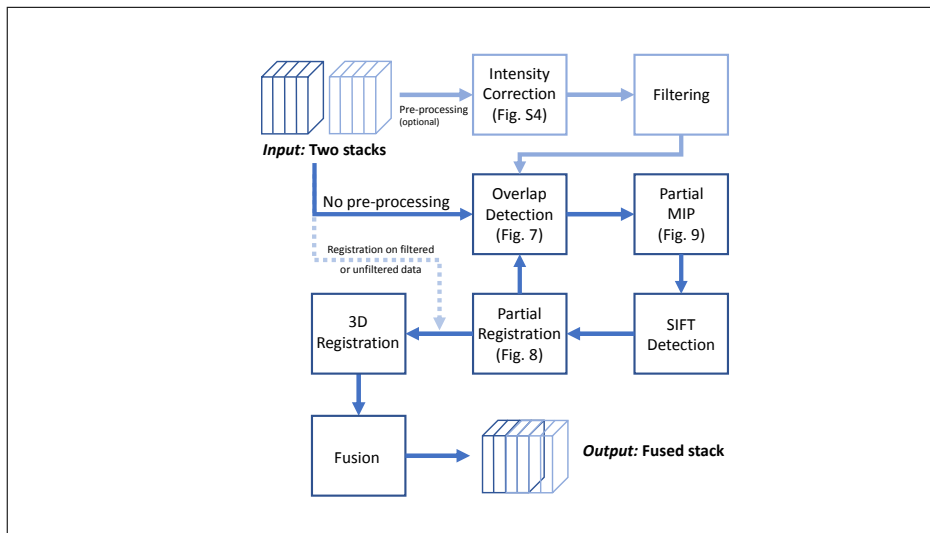 Intensity
Correction
(Fig. S4)
Filtering
Pre-processing
(optional)
Input: Two stacks
No pre-processing
Overlap
Detection
(Fig. 7)
Partial
MIP
(Fig. 9)
Registration on filtered
or unfiltered data
3D
Registration
Partial
Registration
(Fig. 8)
SIFT
Detection
Fusion
Output: Fused stack